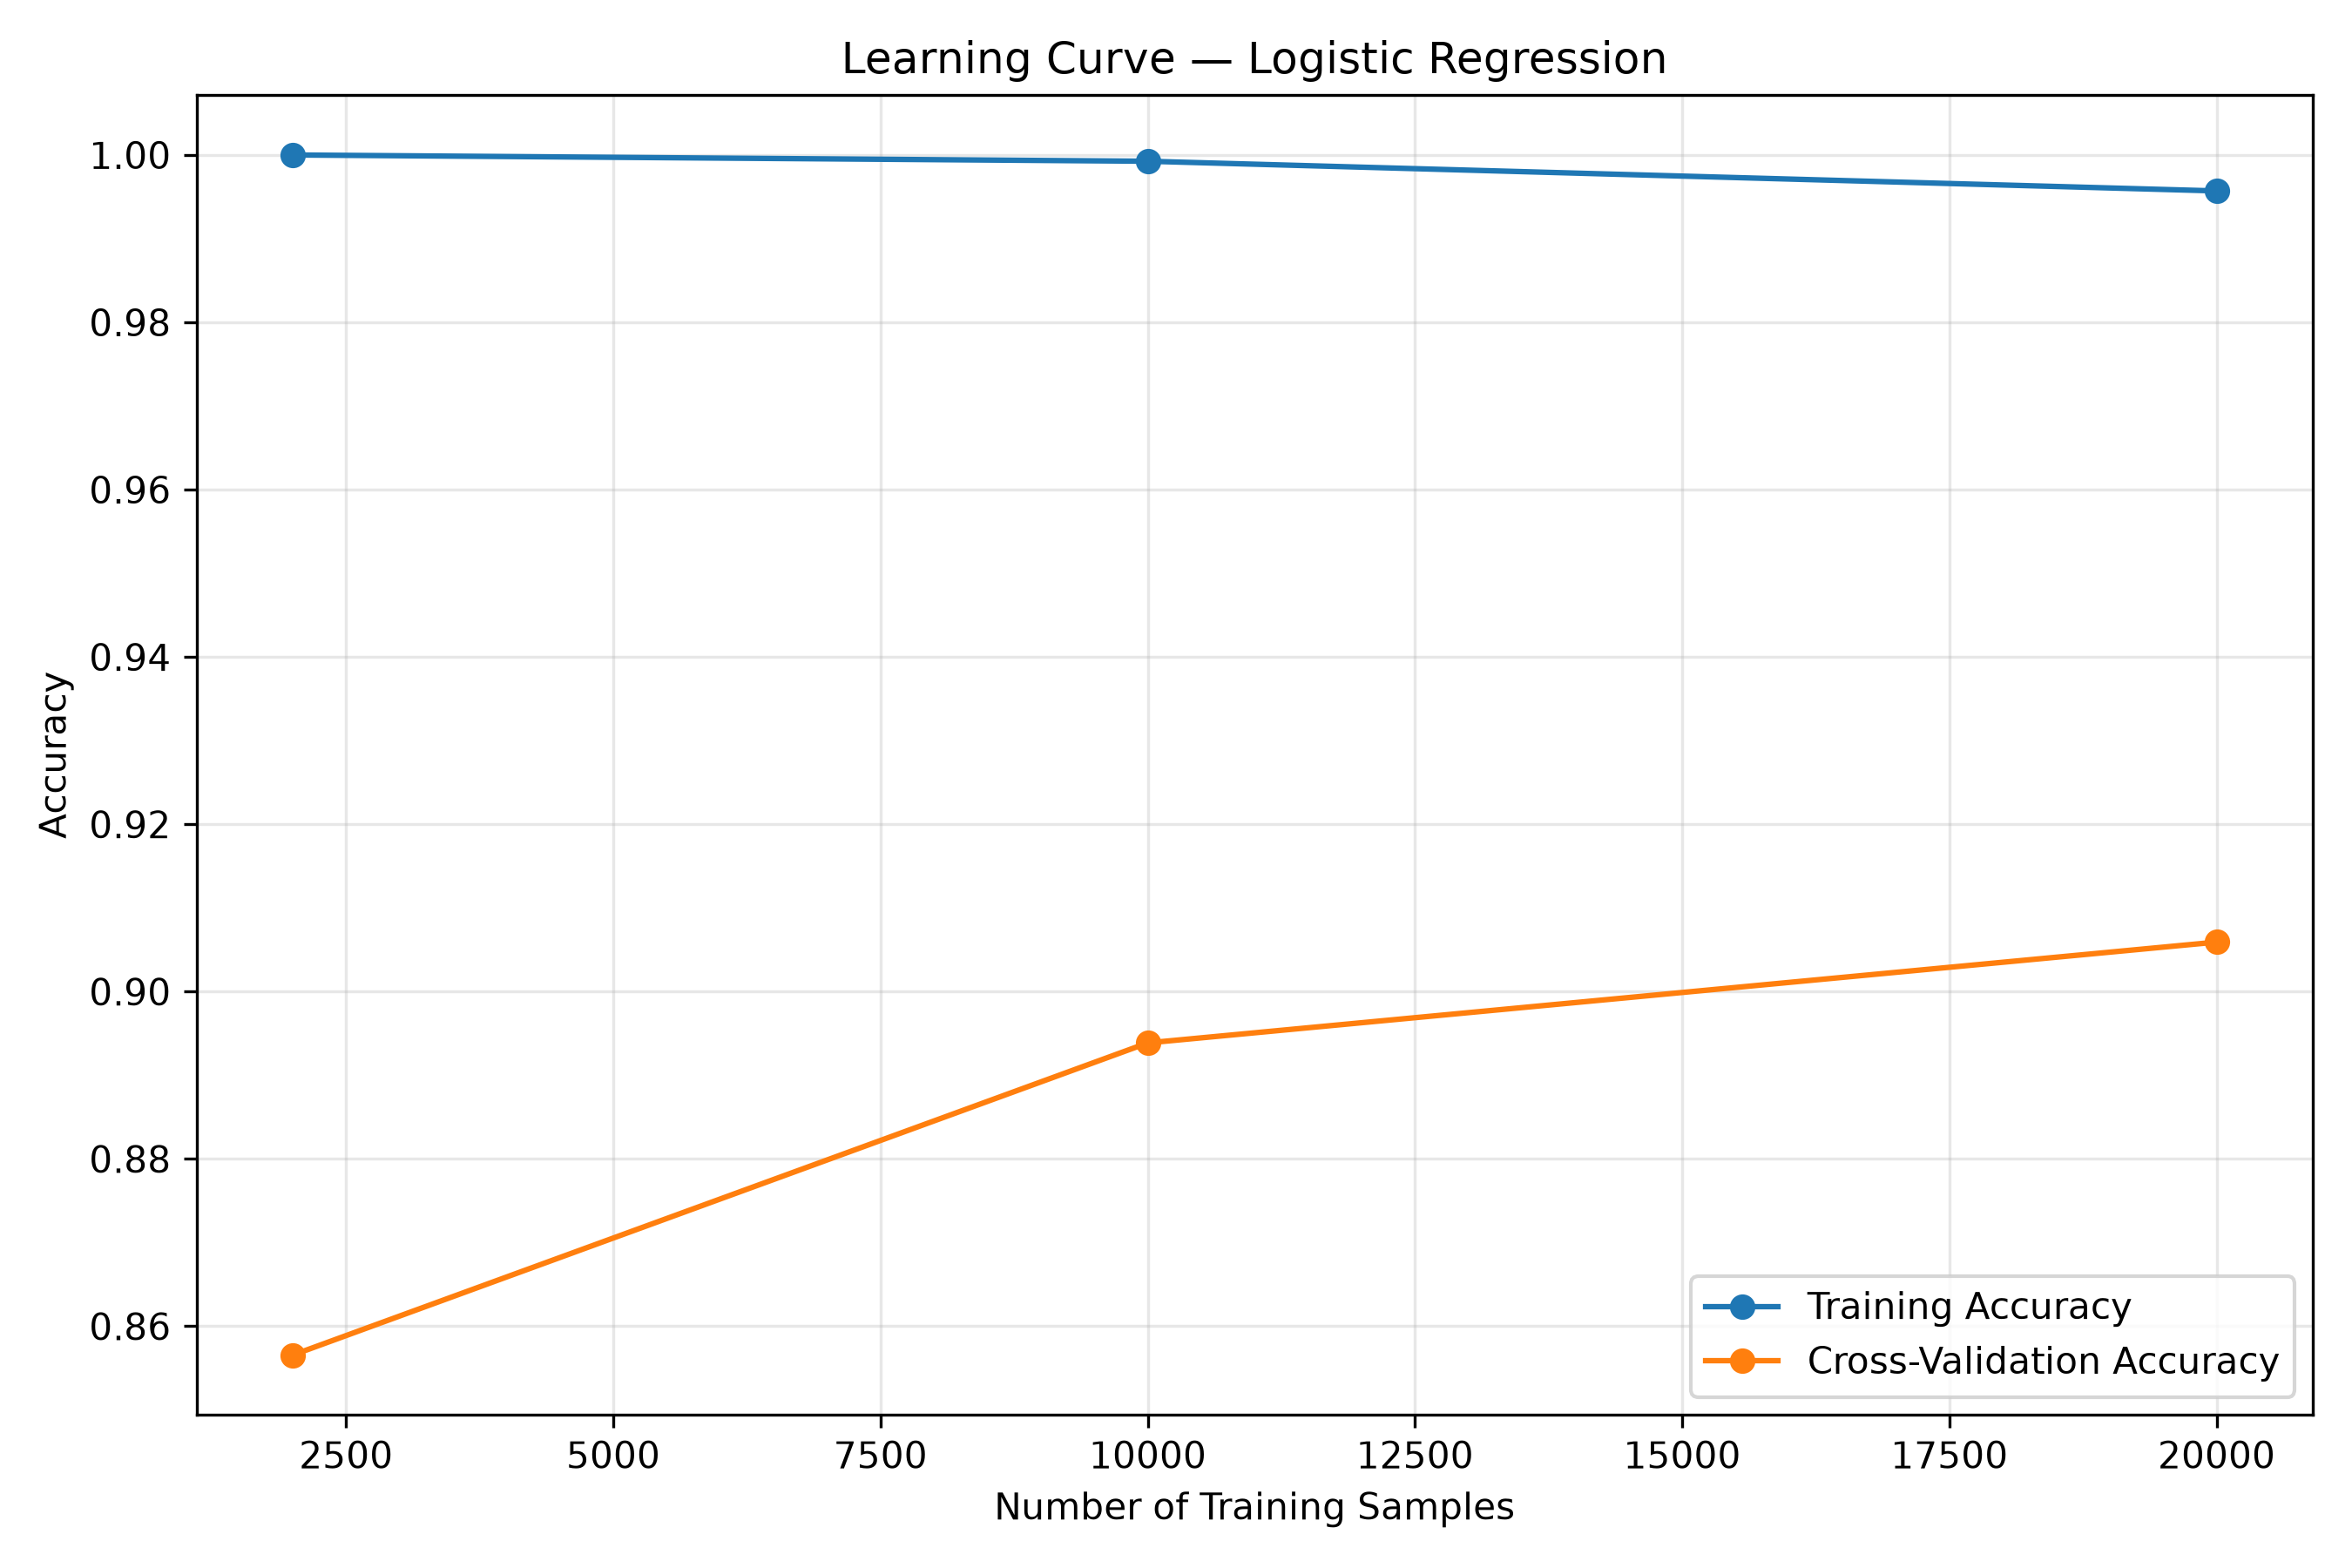 Learning Curve — Logistic Regression
1.00
0.98
0.96
0.94
0.92
0.90
0.88
0.86
Accuracy
2500 5000 7500 10000 12500 15000 17500 20000
Number of Training Samples
Training Accuracy
Cross-Validation Accuracy